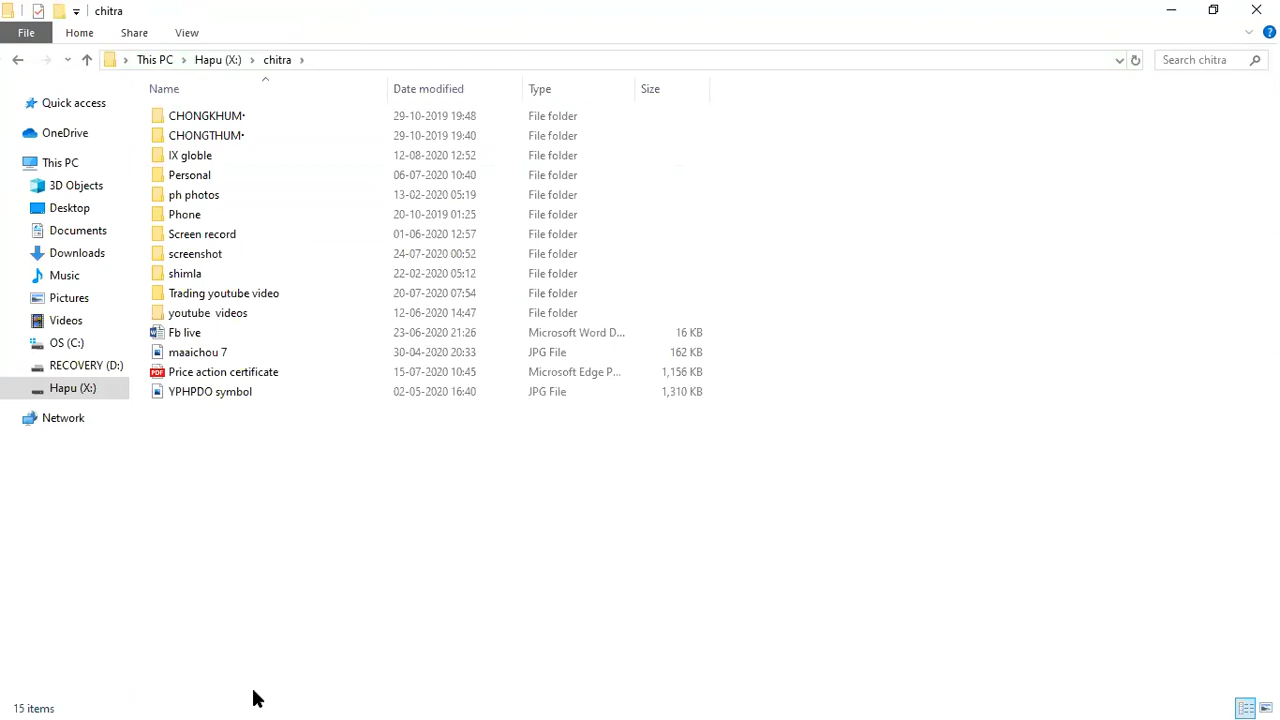 chitra
File Home Share View
This PC Hapu (X:) chitra Search chitra
Name Date modified Type Size
Quick access
OneDrive
This PC
3D Objects
Desktop
Documents
Downloads
Music
Pictures
Videos
OS (C:)
RECOVERY (D:)
Hapu (X:)
Network
CHONGKHUM• 29-10-2019 19:48 File folder
CHONGTHUM• 29-10-2019 19:40 File folder
IX globle 12-08-2020 12:52 File folder
Personal 06-07-2020 10:40 File folder
ph photos 13-02-2020 05:19 File folder
Phone 20-10-2019 01:25 File folder
Screen record 01-06-2020 12:57 File folder
screenshot 24-07-2020 00:52 File folder
shimla 22-02-2020 05:12 File folder
Trading youtube video 20-07-2020 07:54 File folder
youtube videos 12-06-2020 14:47 File folder
Fb live 23-06-2020 21:26 Microsoft Word D... 16 KB
maaichou 7 30-04-2020 20:33 JPG File 162 KB
PDF Price action certificate 15-07-2020 10:45 Microsoft Edge P... 1,156 KB
YPHPDO symbol 02-05-2020 16:40 JPG File 1,310 KB
15 items